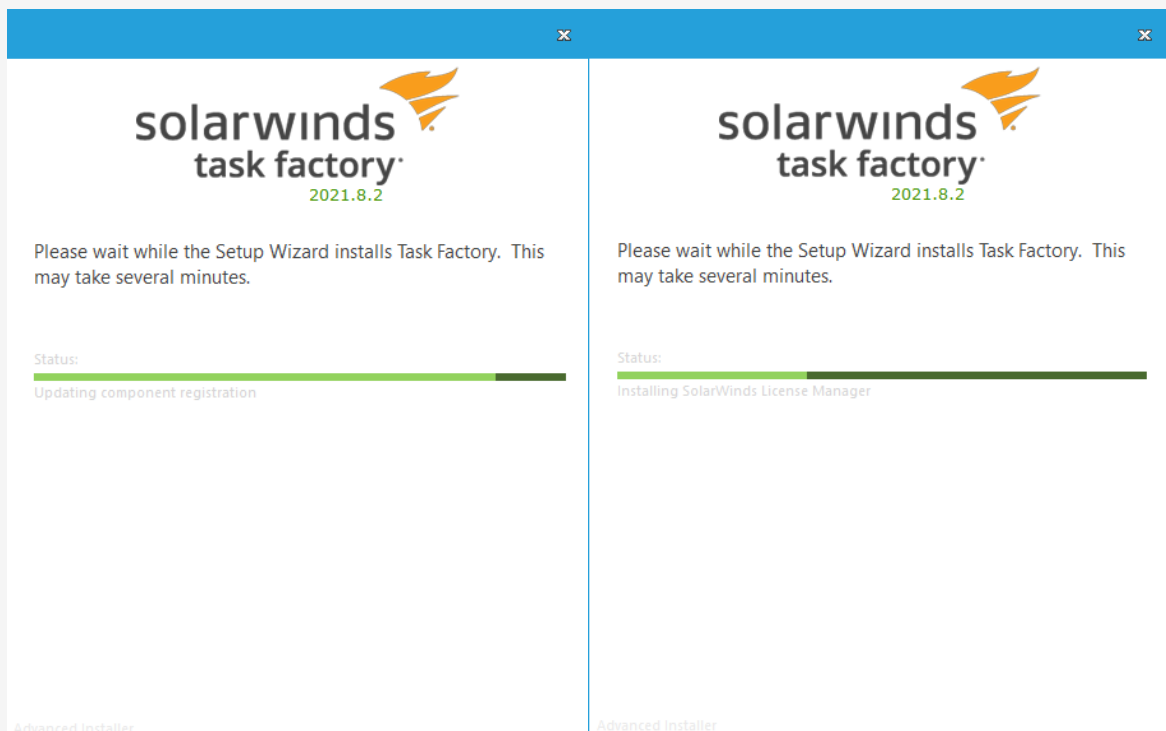 solarwinds
task factory
2021.8.2
Please wait while the Setup Wizard installs Task Factory.  This
may take several minutes.
Status:
Updating component registration
Advanced Installer
solarwinds
task factory
2021.8.2
Please wait while the Setup Wizard installs Task Factory.  This
may take several minutes.
Status:
Installing SolarWinds License Manager
Advanced Installer